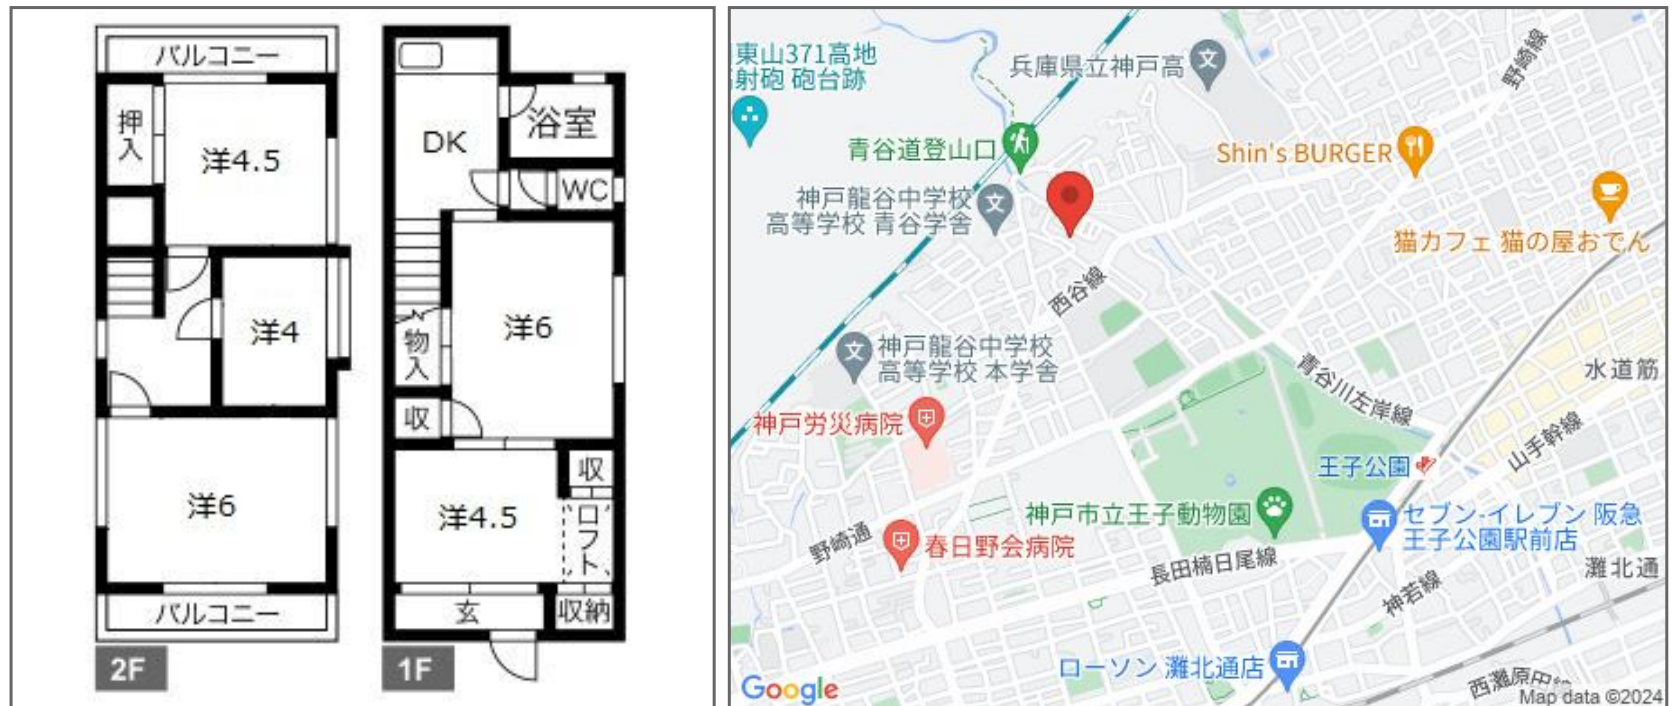 バルコニー
押入
洋4.5
洋4
洋6
バルコニー
2F
DK
浴室
WC
洋6
物入
収
収
洋4.5
ロフト
玄
収納
1F
東山371高地
射砲 砲台跡
兵庫県立神戸高
野崎線
青谷道登山口
Shin's BURGER
神戸龍谷中学校
高等学校 青谷学舎
猫カフェ 猫の屋おでん
西谷線
神戸龍谷中学校
高等学校 本学舎
青谷川左岸線
水道筋
神戸労災病院
山手幹線
王子公園
神戸市立王子動物園
セブン-イレブン 阪急
王子公園駅前店
野崎通
春日野会病院
長田楠日尾線
灘北通
神若線
ローソン 灘北通店
西灘原田線
Google
Map data ©2024